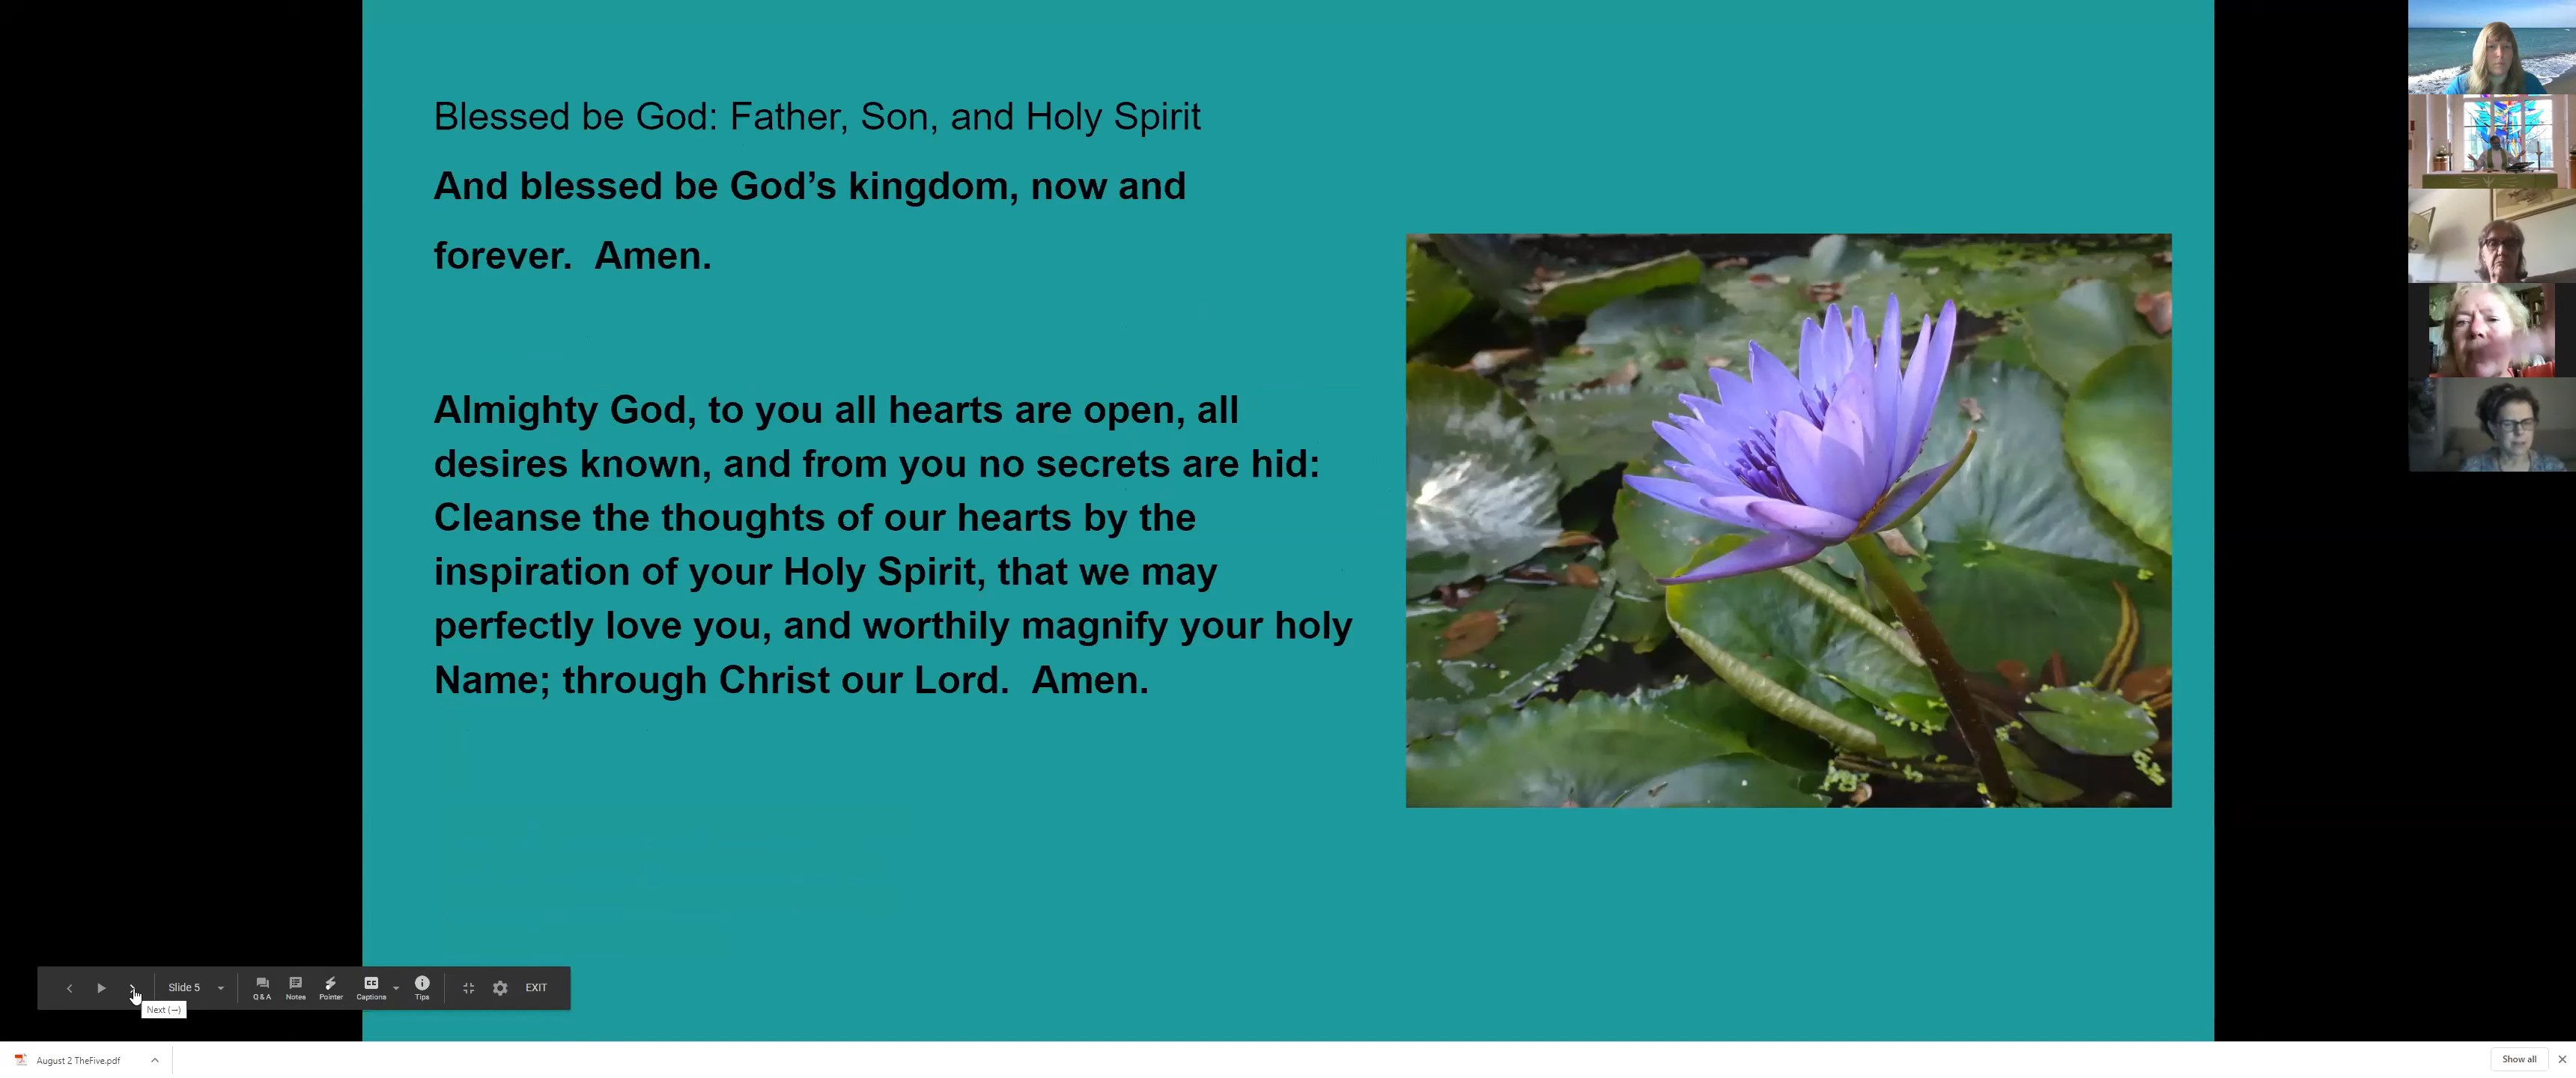 Blessed be God: Father, Son, and Holy Spirit
And blessed be God’s kingdom, now and
forever.  Amen.
Almighty God, to you all hearts are open, all
desires known, and from you no secrets are hid:
Cleanse the thoughts of our hearts by the
inspiration of your Holy Spirit, that we may
perfectly love you, and worthily magnify your holy
Name; through Christ our Lord.  Amen.
Slide 5
Q & A
Notes
Pointer
CC
Captions
Tips
EXIT
Next (→)
August 2 TheFive.pdf
Show all